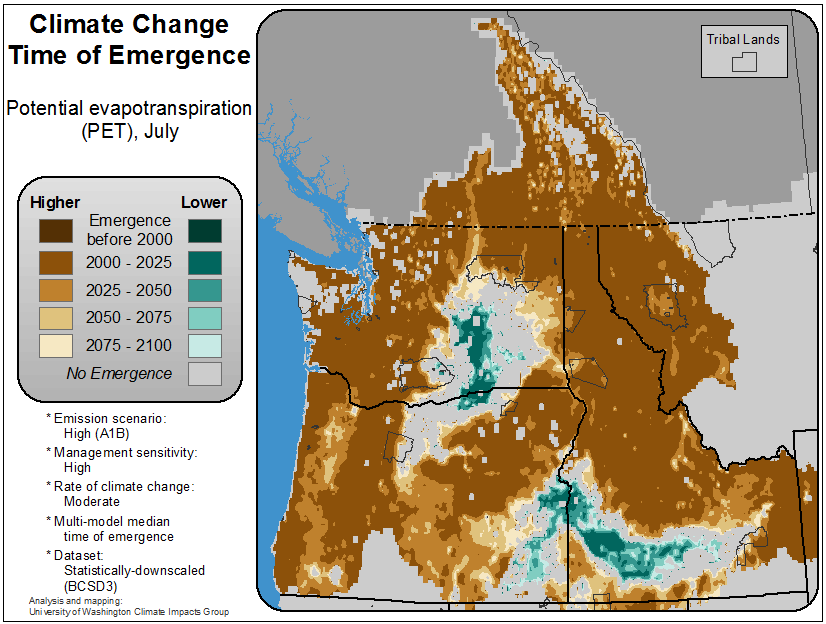 Climate Change
Time of Emergence
Potential evapotranspiration
(PET), July
Higher
Lower
Emergence
before 2000
2000 - 2025
2025 - 2050
2050 - 2075
2075 - 2100
No Emergence
* Emission scenario:
High (A1B)
* Management sensitivity:
High
* Rate of climate change:
Moderate
* Multi-model median
time of emergence
* Dataset:
Statistically-downscaled
(BCSD3)
Analysis and mapping:
University of Washington Climate Impacts Group
Tribal Lands